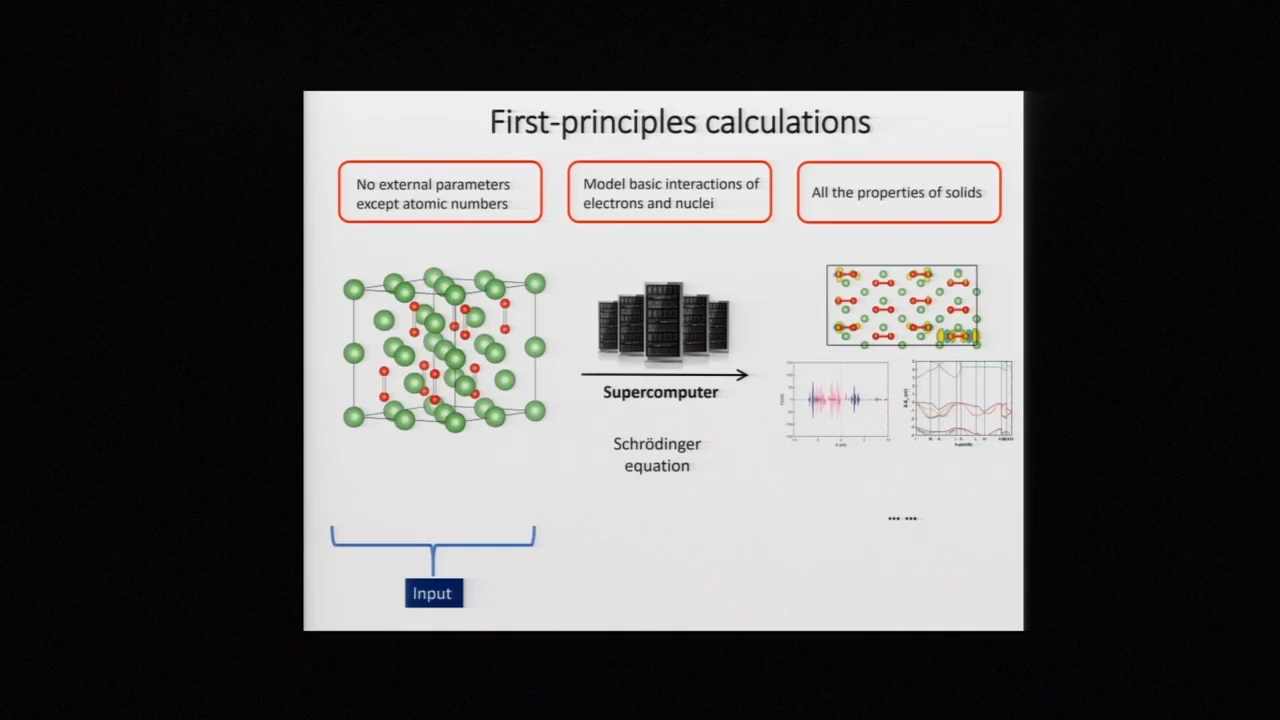 First-principles calculations
No external parameters
except atomic numbers
Model basic interactions of
electrons and nuclei
All the properties of solids
Supercomputer
Schrödinger
equation
... ...
Input